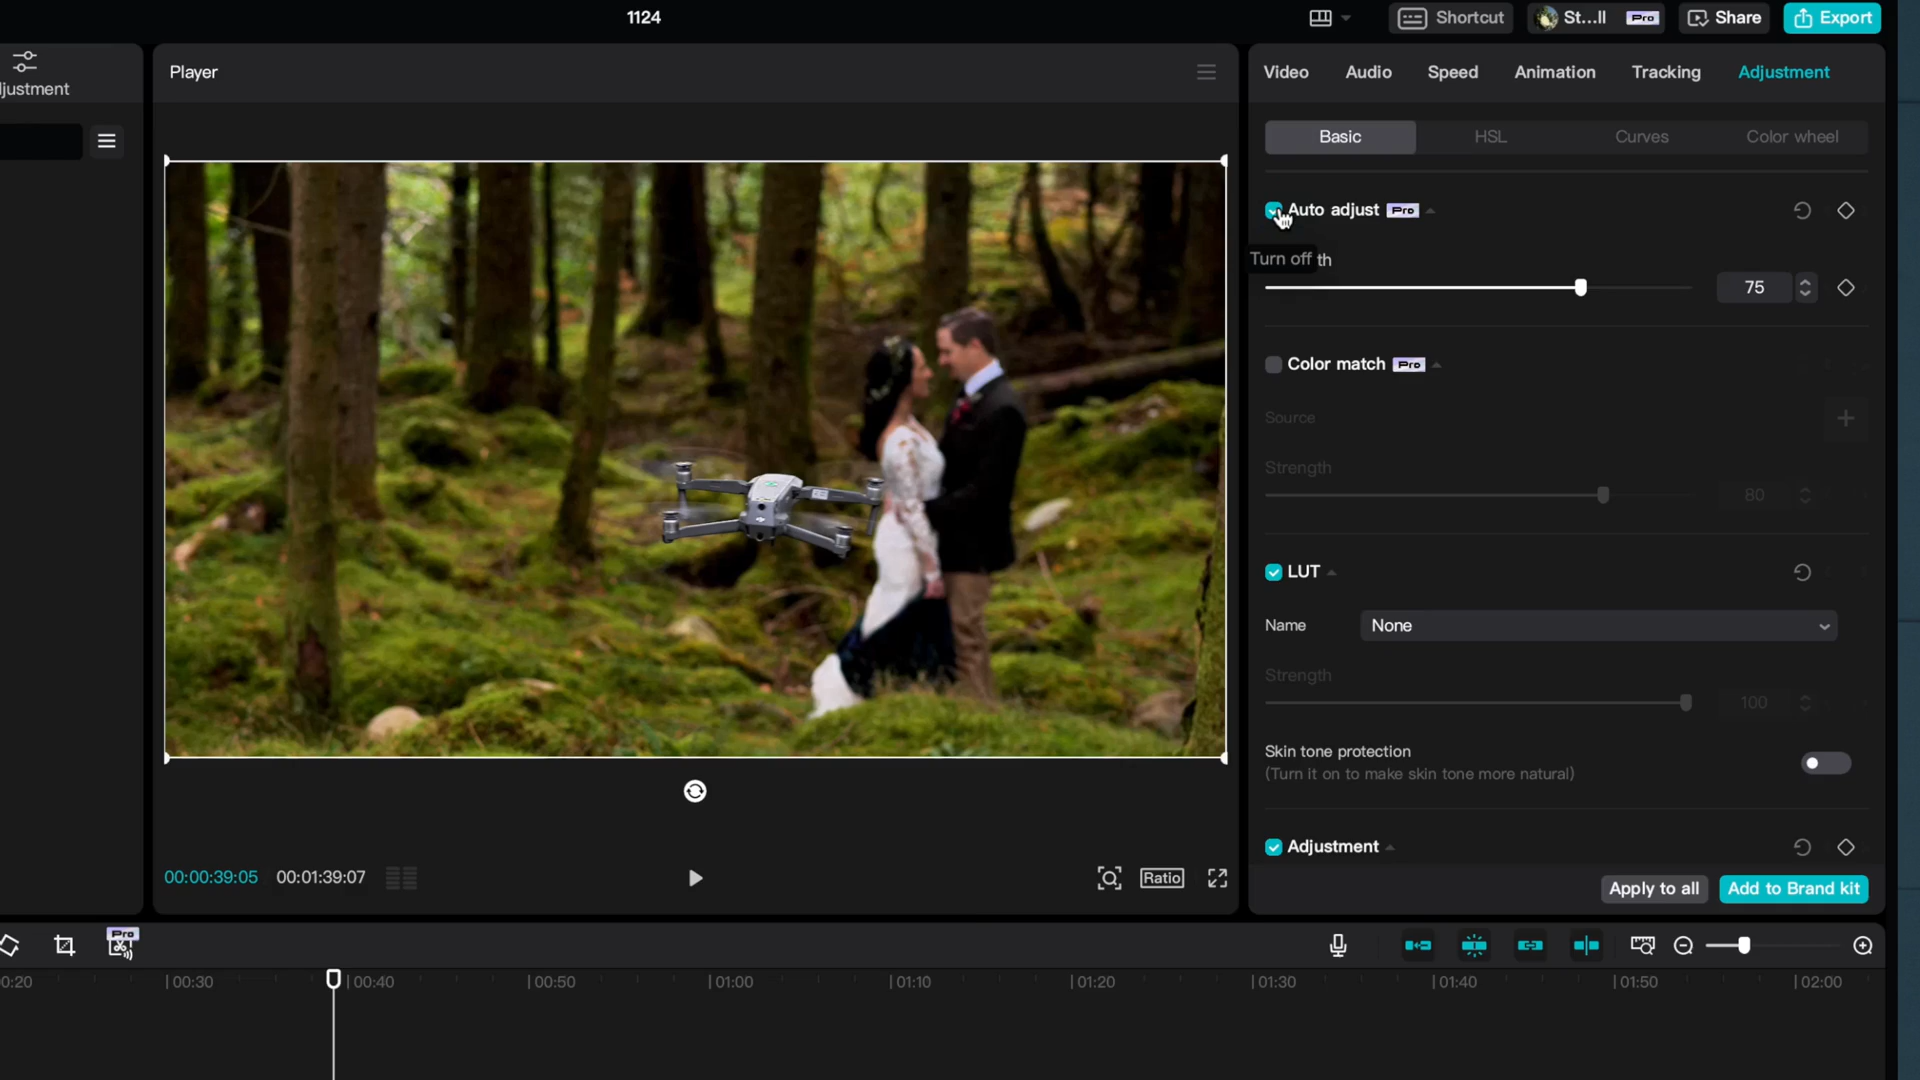 1124
Shortcut St...ll Pro Share Export
justment
Player
Video Audio Speed Animation Tracking Adjustment
Basic HSL Curves Color wheel
Auto adjust Pro
Turn off th
75
Color match Pro
Source
Strength
80
LUT
Name None
Strength
100
Skin tone protection
(Turn it on to make skin tone more natural)
Adjustment
00:00:39:05 00:01:39:07 Ratio
Apply to all Add to Brand kit
Pro
0:20 00:30 00:40 00:50 01:00 01:10 01:20 01:30 01:40 01:50 02:00